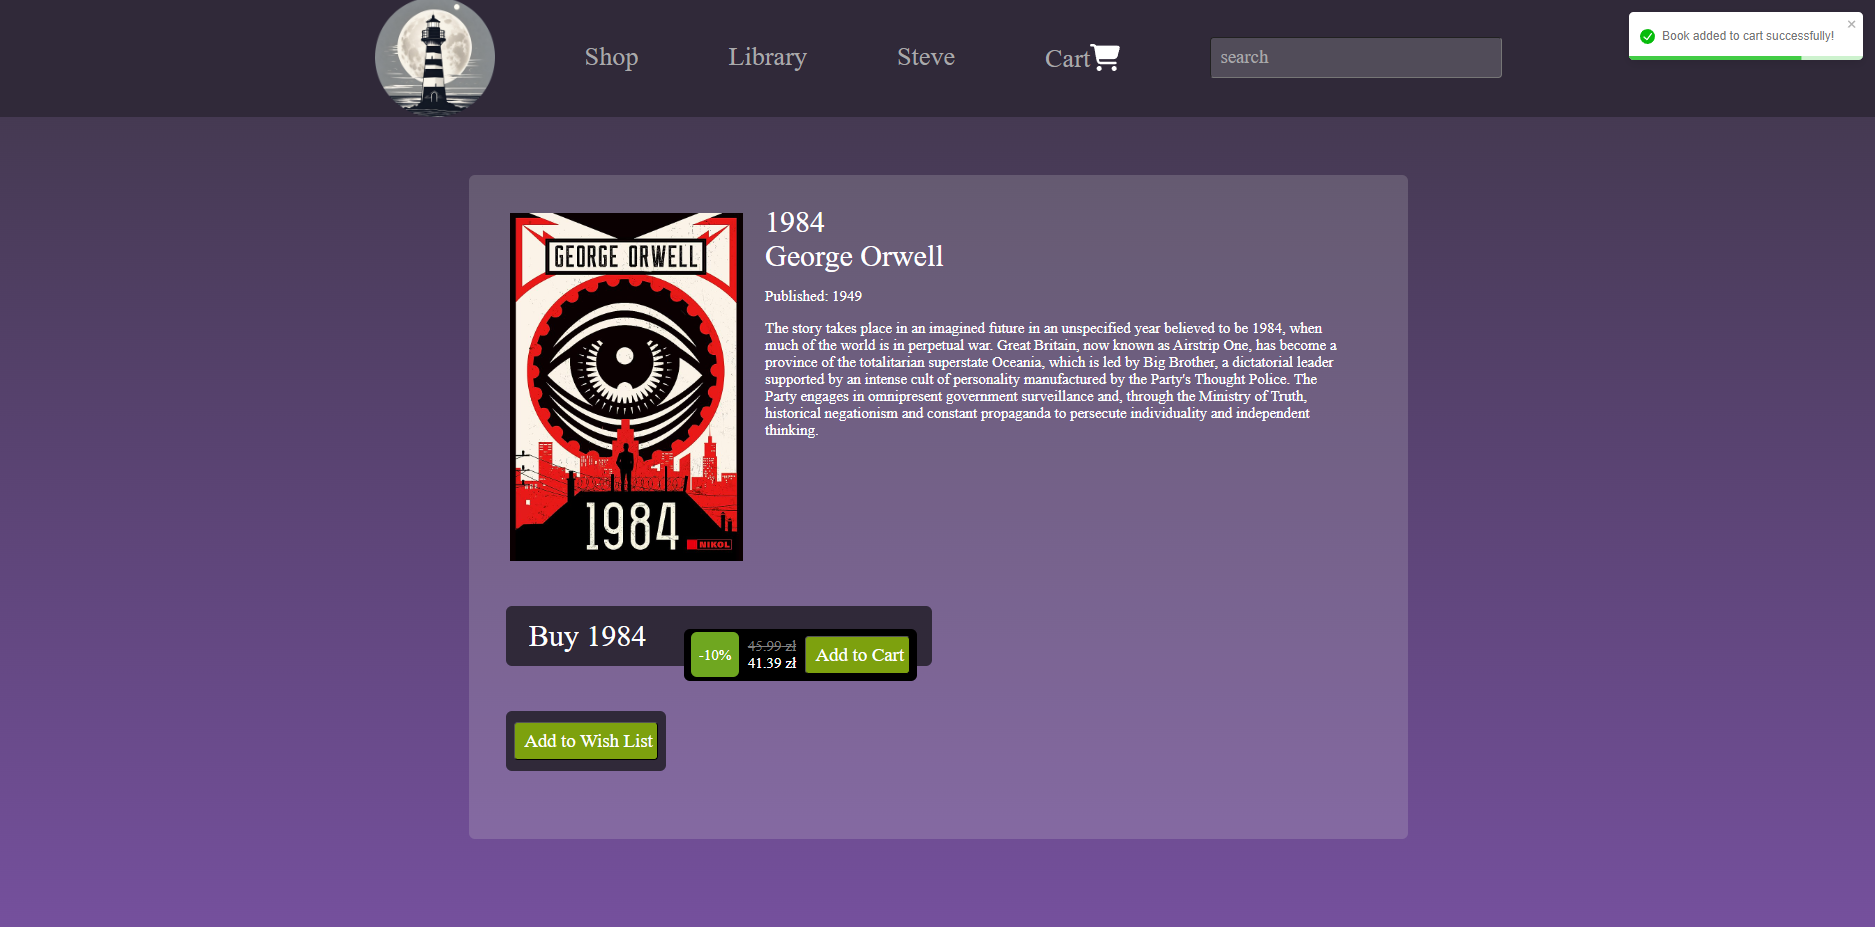 Shop
Library
Steve
Cart
search
Book added to cart successfully!
GEORGE ORWELL
1984
NIKOL
1984
George Orwell
Published: 1949
The story takes place in an imagined future in an unspecified year believed to be 1984, when
much of the world is in perpetual war. Great Britain, now known as Airstrip One, has become a
province of the totalitarian superstate Oceania, which is led by Big Brother, a dictatorial leader
supported by an intense cult of personality manufactured by the Party's Thought Police. The
Party engages in omnipresent government surveillance and, through the Ministry of Truth,
historical negationism and constant propaganda to persecute individuality and independent
thinking.
Buy 1984
-10%
45.99 zł
41.39 zł
Add to Cart
Add to Wish List